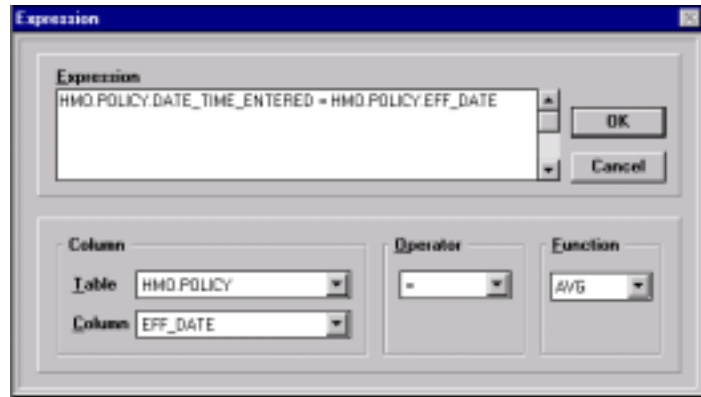 Expression
Expression
HMO.POLICY.DATE_TIME_ENTERED = HMO.POLICY.EFF_DATE
OK
Cancel
Column
Operator
Function
Table HMO.POLICY
=
AVG
Column EFF_DATE